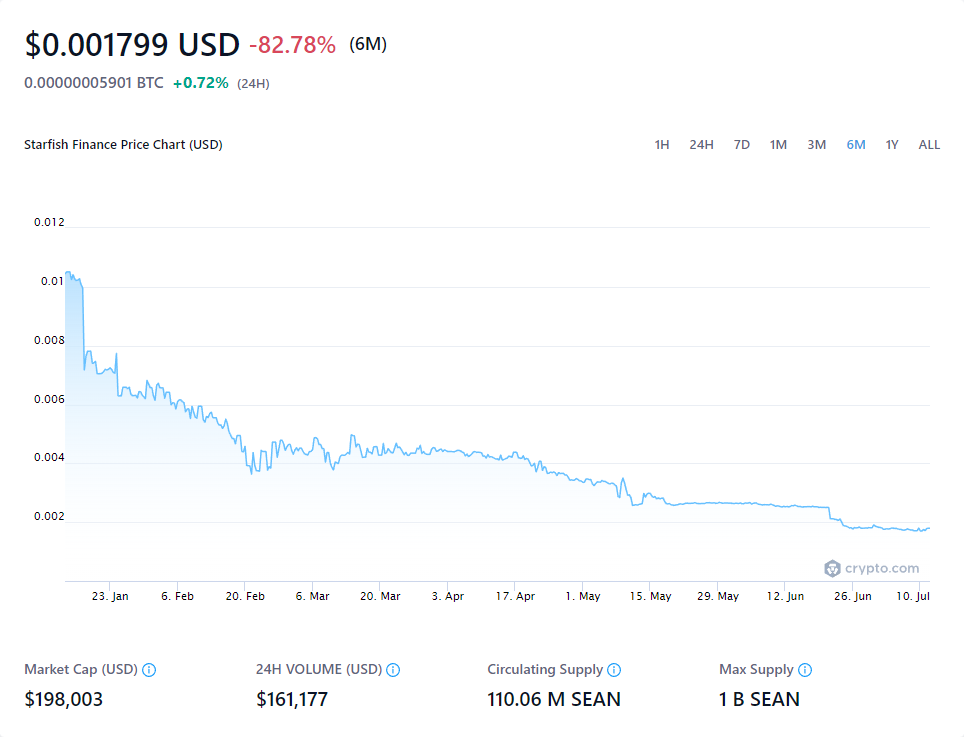 $0.001799 USD -82.78% (6M)
0.00000005901 BTC +0.72% (24H)
Starfish Finance Price Chart (USD) 1H 24H 7D 1M 3M 6M 1Y ALL
0.012
0.01
0.008
0.006
0.004
0.002
crypto.com
23. Jan 6. Feb 20. Feb 6. Mar 20. Mar 3. Apr 17. Apr 1. May 15. May 29. May 12. Jun 26. Jun 10. Jul
Market Cap (USD) 24H VOLUME (USD) Circulating Supply Max Supply
$198,003 $161,177 110.06 M SEAN 1 B SEAN